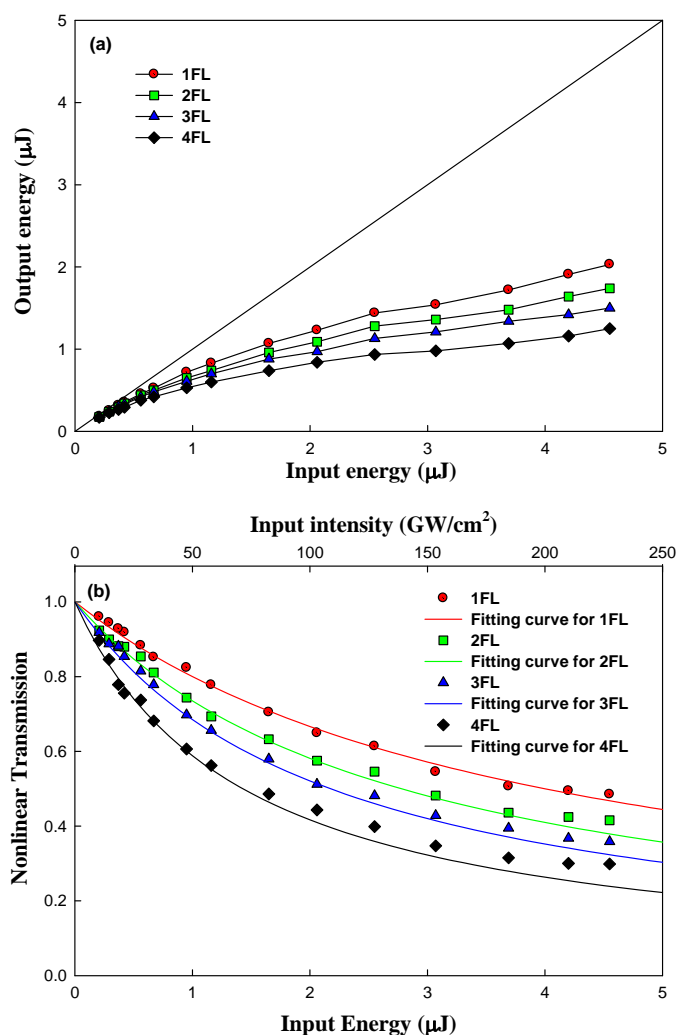 5
(a)
1FL
2FL
3FL
4FL
4
3
2
1
0
Output energy (μJ)
0 1 2 3 4 5
Input energy (μJ)
Input intensity (GW/cm²)
0 50 100 150 200 250
(b)
1.0
0.8
0.6
0.4
0.2
0.0
1FL
Fitting curve for 1FL
2FL
Fitting curve for 2FL
3FL
Fitting curve for 3FL
4FL
Fitting curve for 4FL
Nonlinear Transmission
0 1 2 3 4 5
Input Energy (μJ)